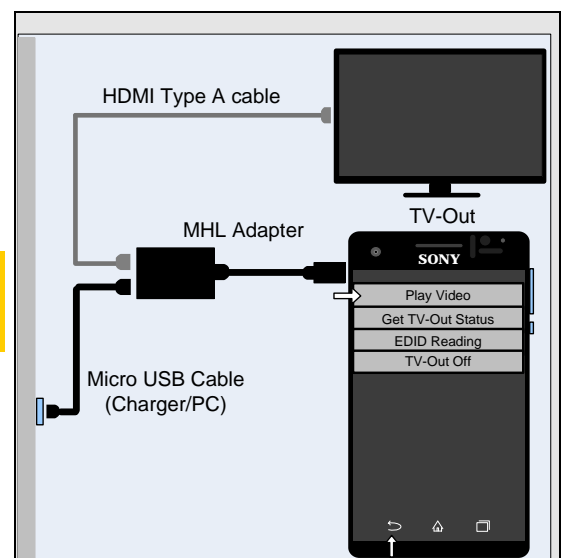 HDMI Type A cable
TV-Out
MHL Adapter
SONY
Play Video
Get TV-Out Status
EDID Reading
TV-Out Off
Micro USB Cable
(Charger/PC)